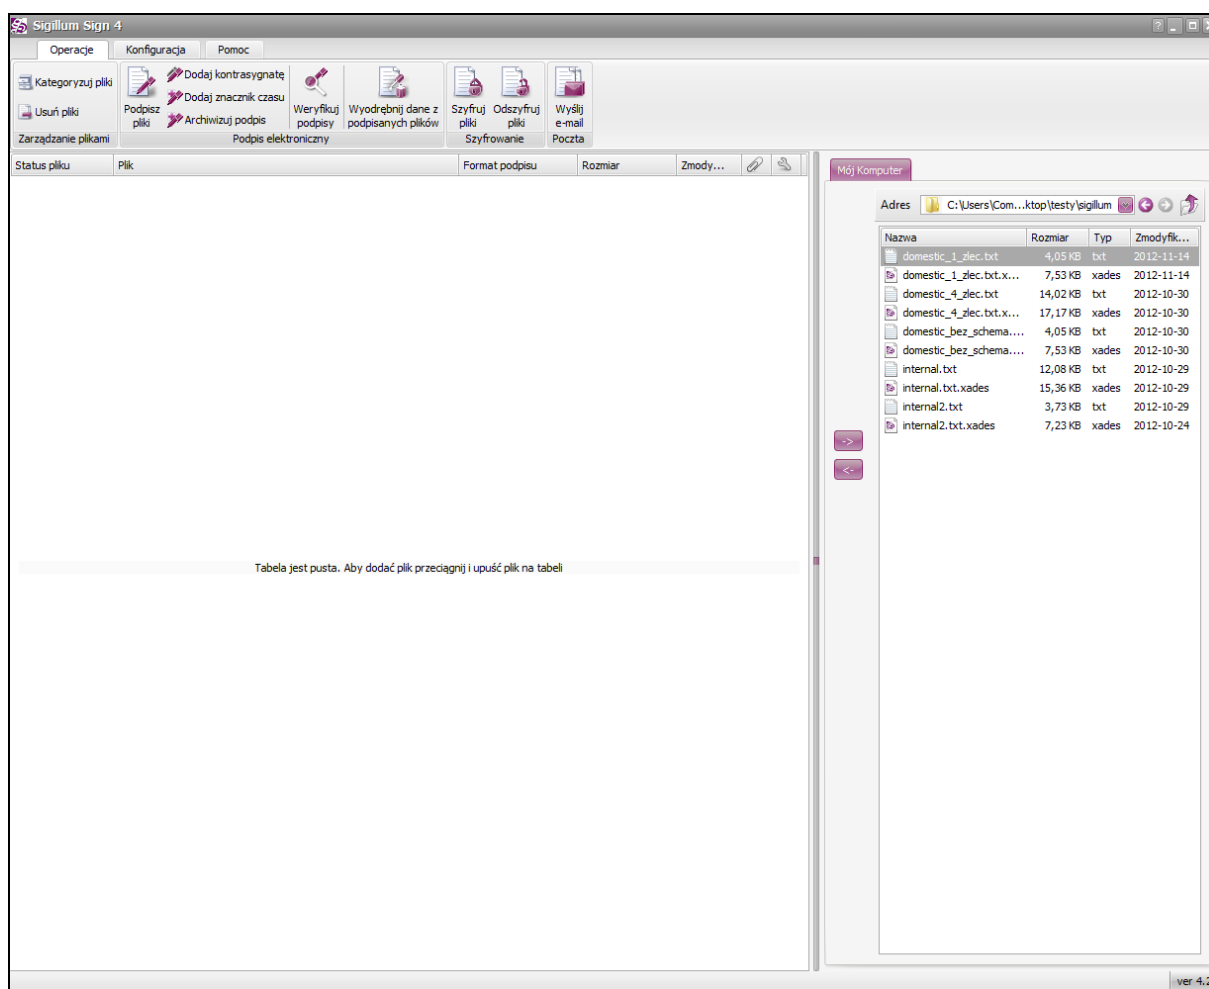 Sigillum Sign 4
Operacje Konfiguracja Pomoc
Kategoryzuj pliki
Usuń pliki
Zarządzanie plikami
Podpisz pliki
Dodaj kontrasygnatę
Dodaj znacznik czasu
Archiwizuj podpis
Weryfikuj podpisy
Wyodrębnij dane z podpisanych plików
Podpis elektroniczny
Szyfruj pliki
Odszyfruj pliki
Szyfrowanie
Wyślij e-mail
Poczta
Status pliku Plik Format podpisu Rozmiar Zmody...
Tabela jest pusta. Aby dodać plik przeciągnij i upuść plik na tabeli
Mój Komputer
Adres C:\Users\Com...ktop\testy\sigillum
Nazwa Rozmiar Typ Zmodyfik...
domestic_1_zlec.txt 4,05 KB txt 2012-11-14
domestic_1_zlec.txt.x... 7,53 KB xades 2012-11-14
domestic_4_zlec.txt 14,02 KB txt 2012-10-30
domestic_4_zlec.txt.x... 17,17 KB xades 2012-10-30
domestic_bez_schema.... 4,05 KB txt 2012-10-30
domestic_bez_schema.... 7,53 KB xades 2012-10-30
internal.txt 12,08 KB txt 2012-10-29
internal.txt.xades 15,36 KB xades 2012-10-29
internal2.txt 3,73 KB txt 2012-10-29
internal2.txt.xades 7,23 KB xades 2012-10-24
->
<-
ver 4.2